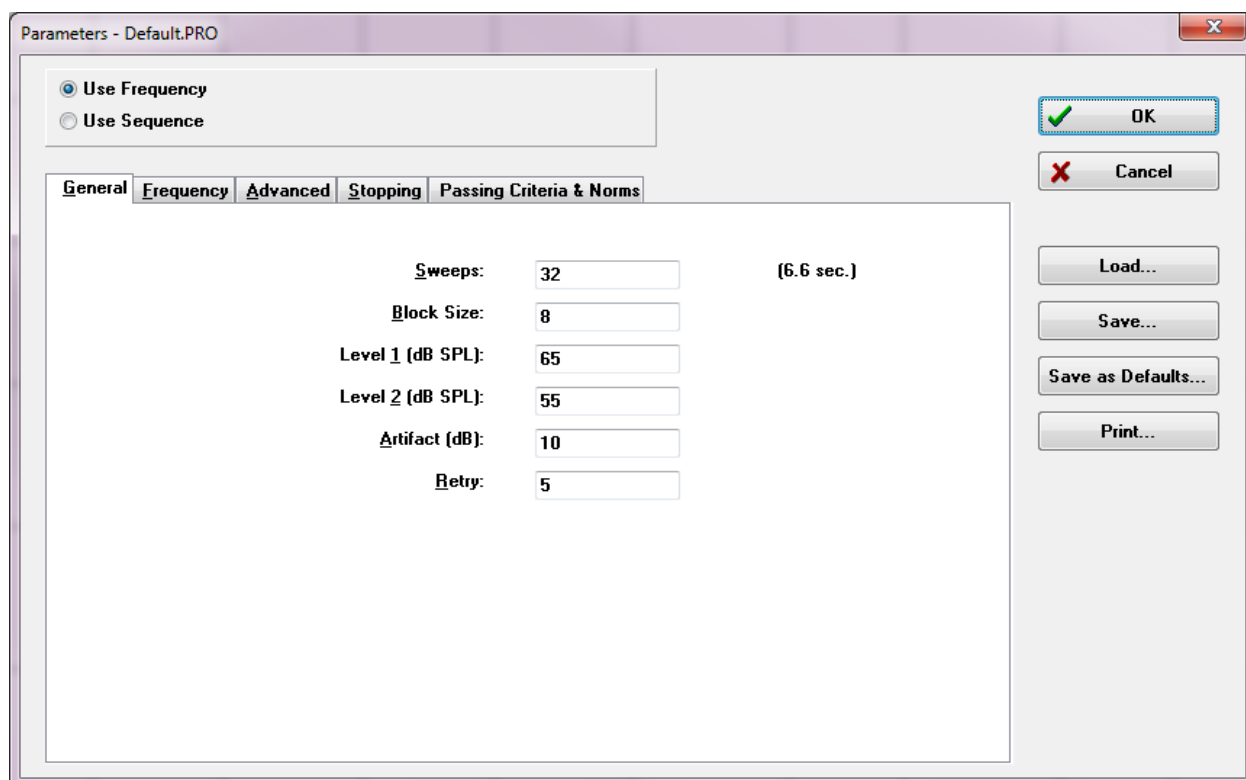 Parameters - Default.PRO
Use Frequency
Use Sequence
OK
Cancel
General Frequency Advanced Stopping Passing Criteria & Norms
Sweeps: 32 (6.6 sec.)
Block Size: 8
Level 1 (dB SPL): 65
Level 2 (dB SPL): 55
Artifact (dB): 10
Retry: 5
Load...
Save...
Save as Defaults...
Print...